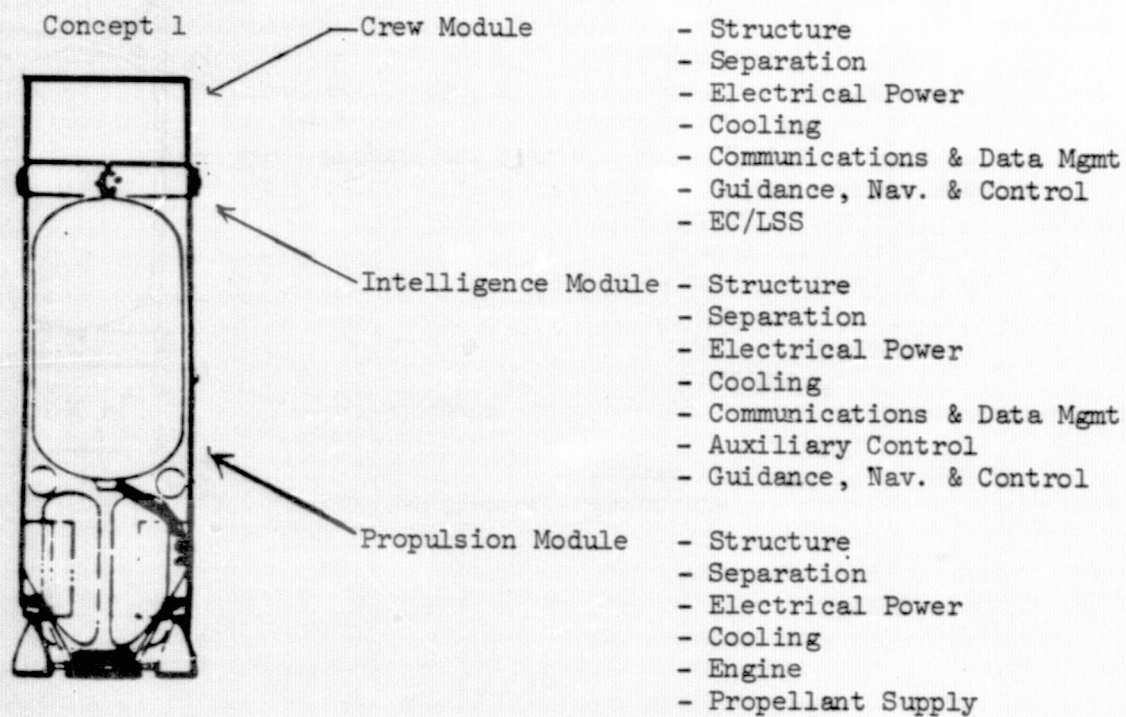 Concept 1
Crew Module - Structure
- Separation
- Electrical Power
- Cooling
- Communications & Data Mgmt
- Guidance, Nav. & Control
- EC/LSS
Intelligence Module - Structure
- Separation
- Electrical Power
- Cooling
- Communications & Data Mgmt
- Auxiliary Control
- Guidance, Nav. & Control
Propulsion Module - Structure
- Separation
- Electrical Power
- Cooling
- Engine
- Propellant Supply